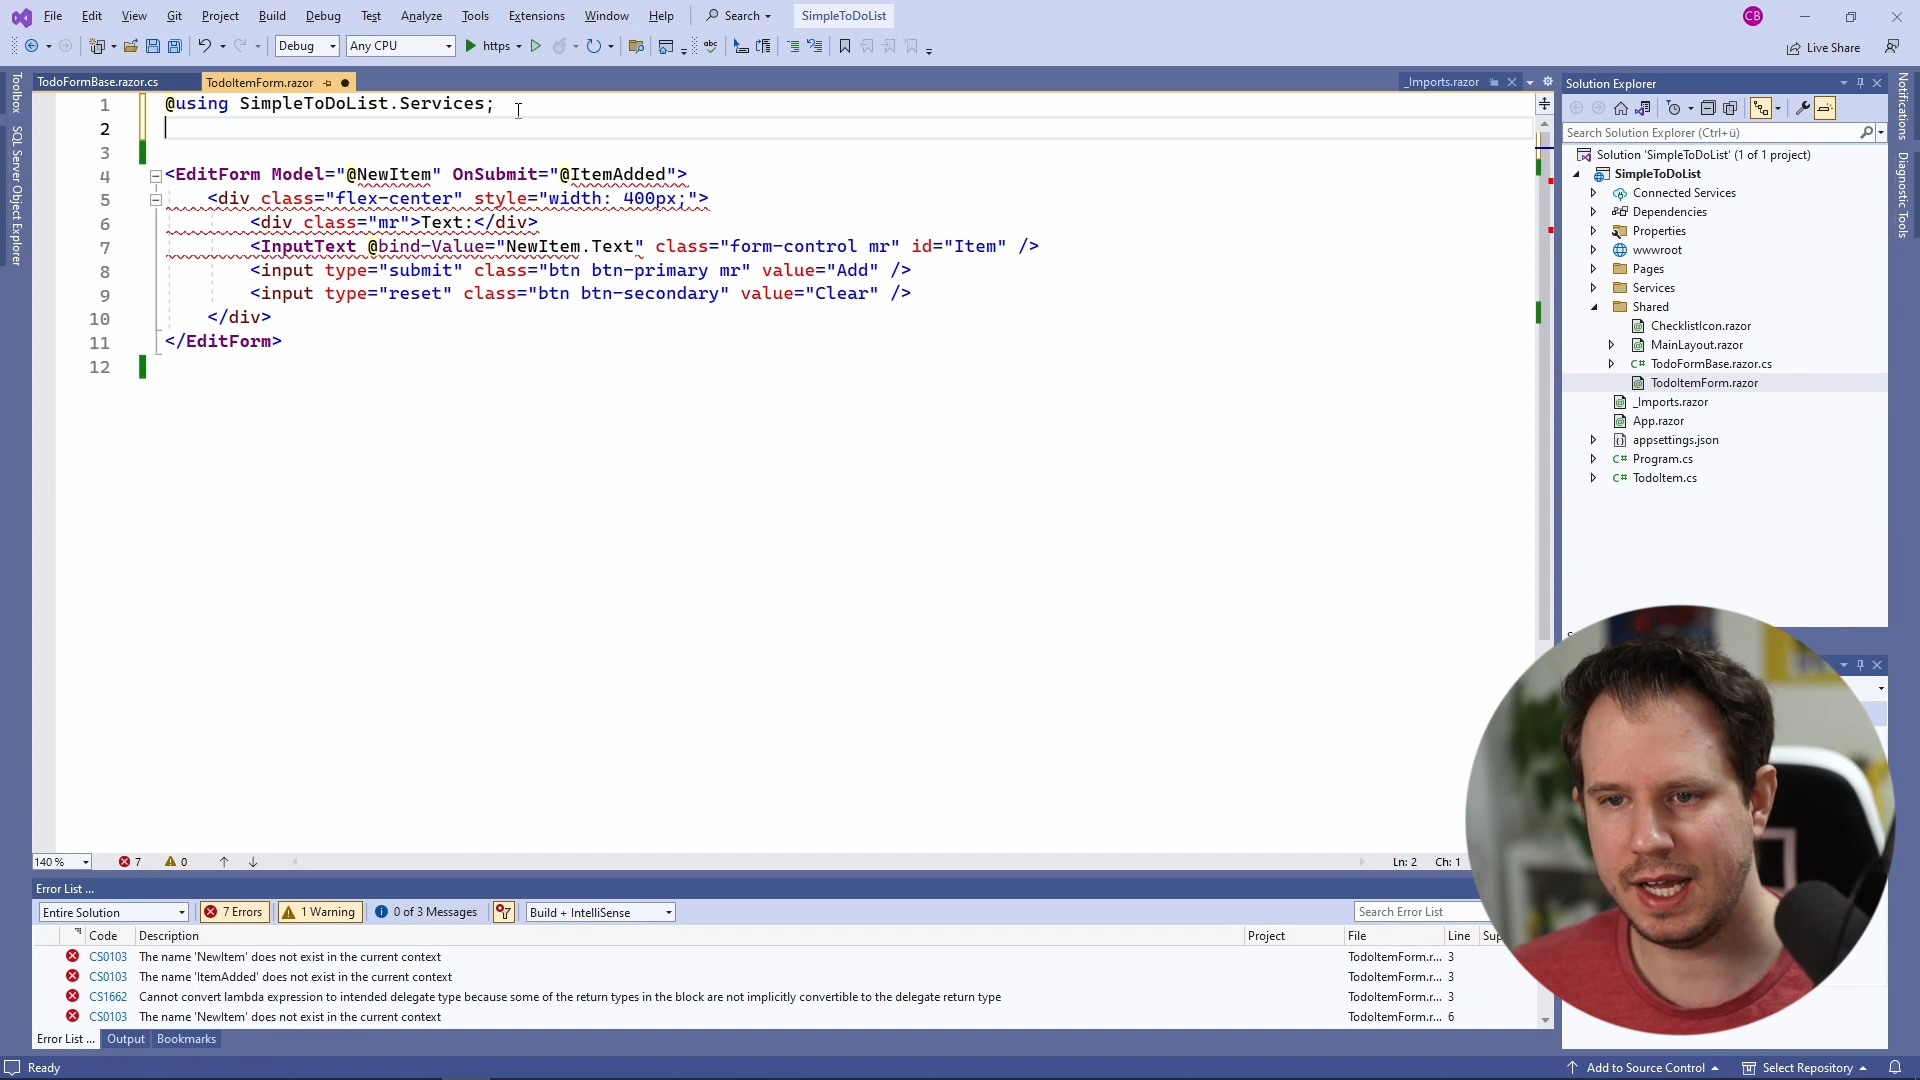 File Edit View Git Project Build Debug Test Analyze Tools Extensions Window Help Search SimpleToDoList CB
Debug Any CPU https Live Share
TodoFormBase.razor.cs TodoItemForm.razor _Imports.razor
Toolbox
SQL Server Object Explorer
1 @using SimpleToDoList.Services;
2
3
4 <EditForm Model="@NewItem" OnSubmit="@ItemAdded">
5 <div class="flex-center" style="width: 400px;">
6 <div class="mr">Text:</div>
7 <InputText @bind-Value="NewItem.Text" class="form-control mr" id="Item" />
8 <input type="submit" class="btn btn-primary mr" value="Add" />
9 <input type="reset" class="btn btn-secondary" value="Clear" />
10 </div>
11 </EditForm>
12
140 % 7 0 Ln: 2 Ch: 1
Solution Explorer
Search Solution Explorer (Ctrl+ü)
Solution 'SimpleToDoList' (1 of 1 project)
SimpleToDoList
Connected Services
Dependencies
Properties
wwwroot
Pages
Services
Shared
ChecklistIcon.razor
MainLayout.razor
C# TodoFormBase.razor.cs
TodoItemForm.razor
_Imports.razor
App.razor
appsettings.json
C# Program.cs
C# TodoItem.cs
Notifications
Diagnostic Tools
Error List ...
Entire Solution 7 Errors 1 Warning 0 of 3 Messages Build + IntelliSense Search Error List
Code Description Project File Line
CS0103 The name 'NewItem' does not exist in the current context TodoItemForm.r... 3
CS0103 The name 'ItemAdded' does not exist in the current context TodoItemForm.r... 3
CS1662 Cannot convert lambda expression to intended delegate type because some of the return types in the block are not implicitly convertible to the delegate return type TodoItemForm.r... 3
CS0103 The name 'NewItem' does not exist in the current context TodoItemForm.r... 6
Error List ... Output Bookmarks
Ready Add to Source Control Select Repository